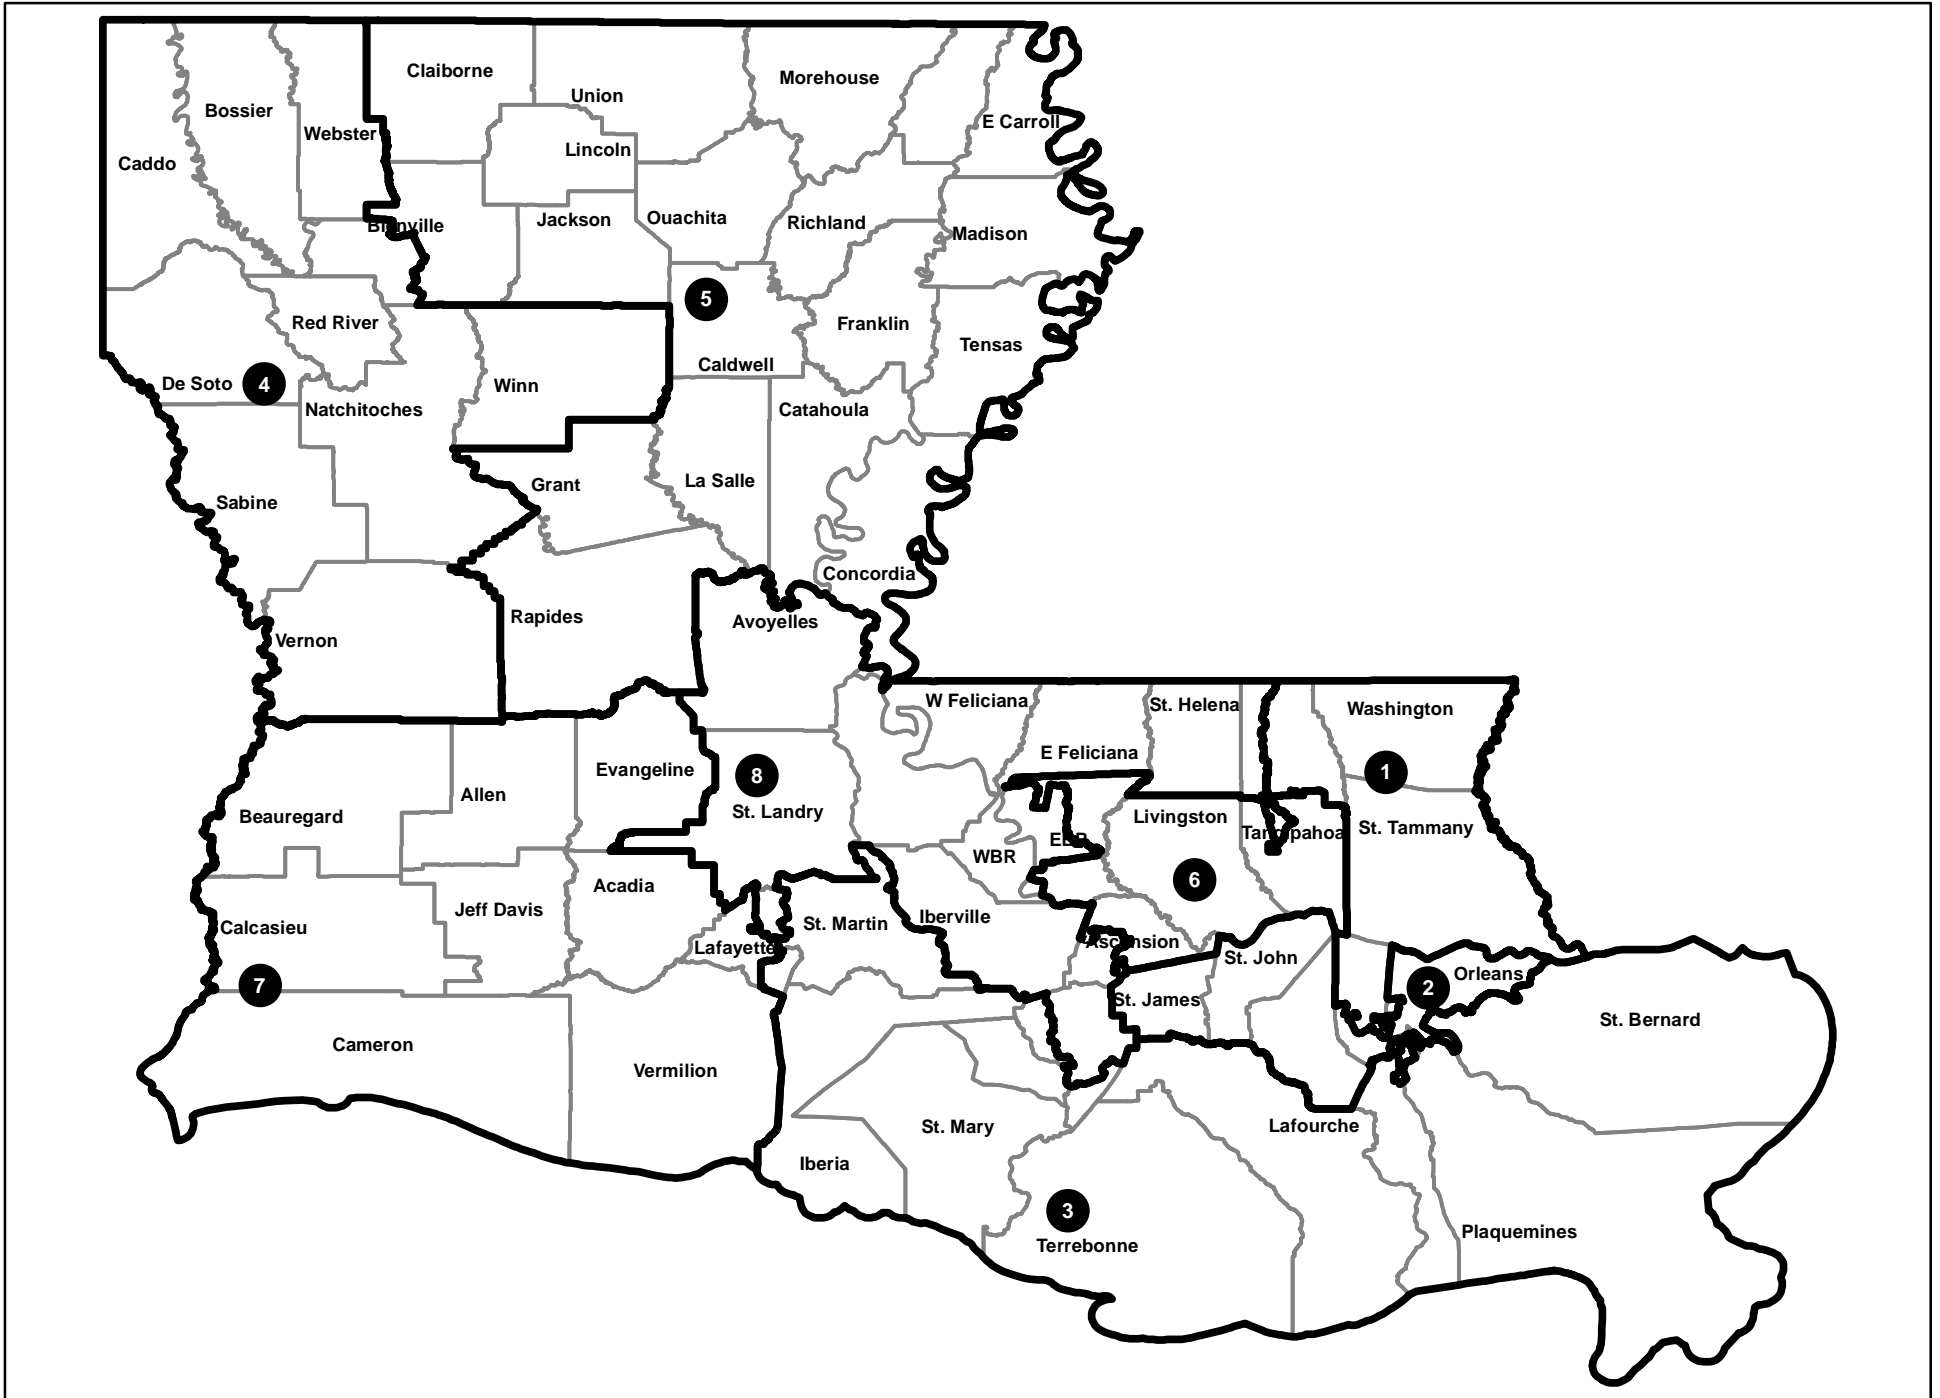 Claiborne
Morehouse
Union
Bossier
E Carroll
Webster
Lincoln
Caddo
Jackson
Ouachita
Richland
Bienville
Madison
5
Red River
Franklin
Tensas
Caldwell
De Soto
4
Winn
Natchitoches
Catahoula
La Salle
Grant
Sabine
Concordia
Rapides
Avoyelles
Vernon
W Feliciana
St. Helena
Washington
E Feliciana
1
Evangeline
8
Allen
St. Landry
Beauregard
Livingston
Tangipahoa
St. Tammany
EBR
WBR
6
Acadia
Jeff Davis
St. Martin
Iberville
Calcasieu
Lafayette
Ascension
St. John
Orleans
7
2
St. James
St. Bernard
Cameron
Vermilion
St. Mary
Lafourche
Iberia
3
Plaquemines
Terrebonne